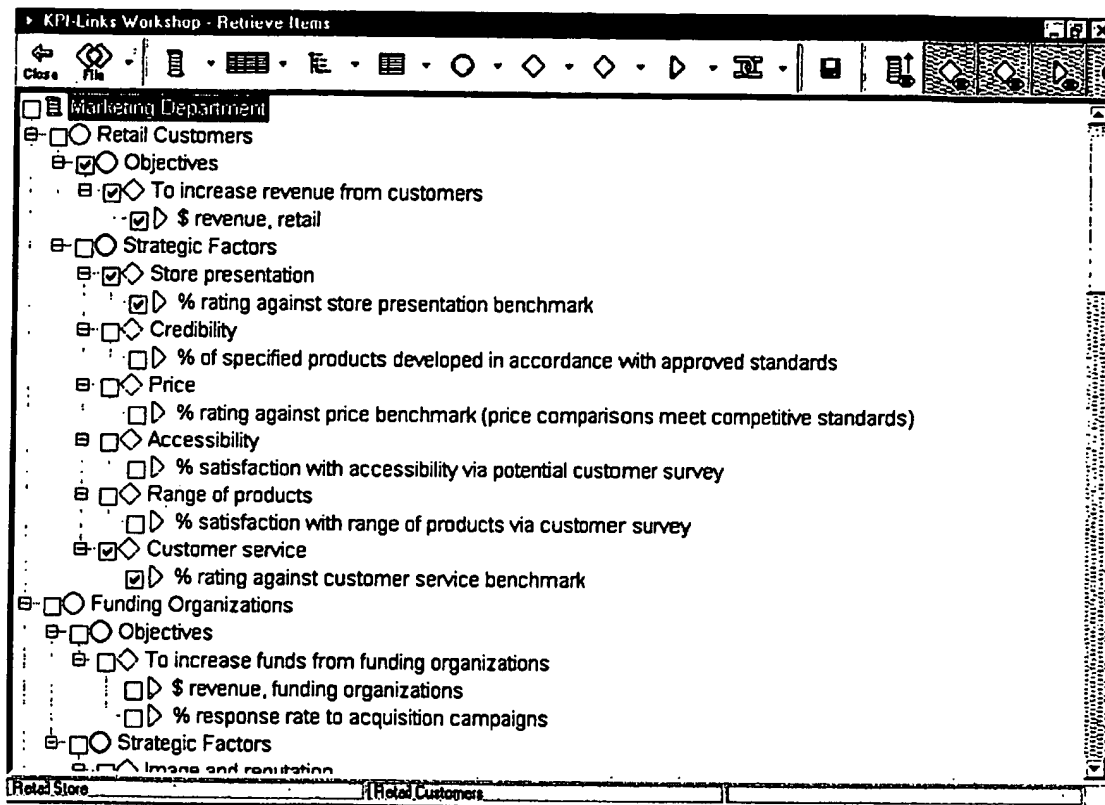 KPI-Links Workshop - Retrieve Items
Close File
Marketing Department
Retail Customers
Objectives
To increase revenue from customers
$ revenue, retail
Strategic Factors
Store presentation
% rating against store presentation benchmark
Credibility
% of specified products developed in accordance with approved standards
Price
% rating against price benchmark (price comparisons meet competitive standards)
Accessibility
% satisfaction with accessibility via potential customer survey
Range of products
% satisfaction with range of products via customer survey
Customer service
% rating against customer service benchmark
Funding Organizations
Objectives
To increase funds from funding organizations
$ revenue, funding organizations
% response rate to acquisition campaigns
Strategic Factors
Image and reputation
Retail Store Retail Customers